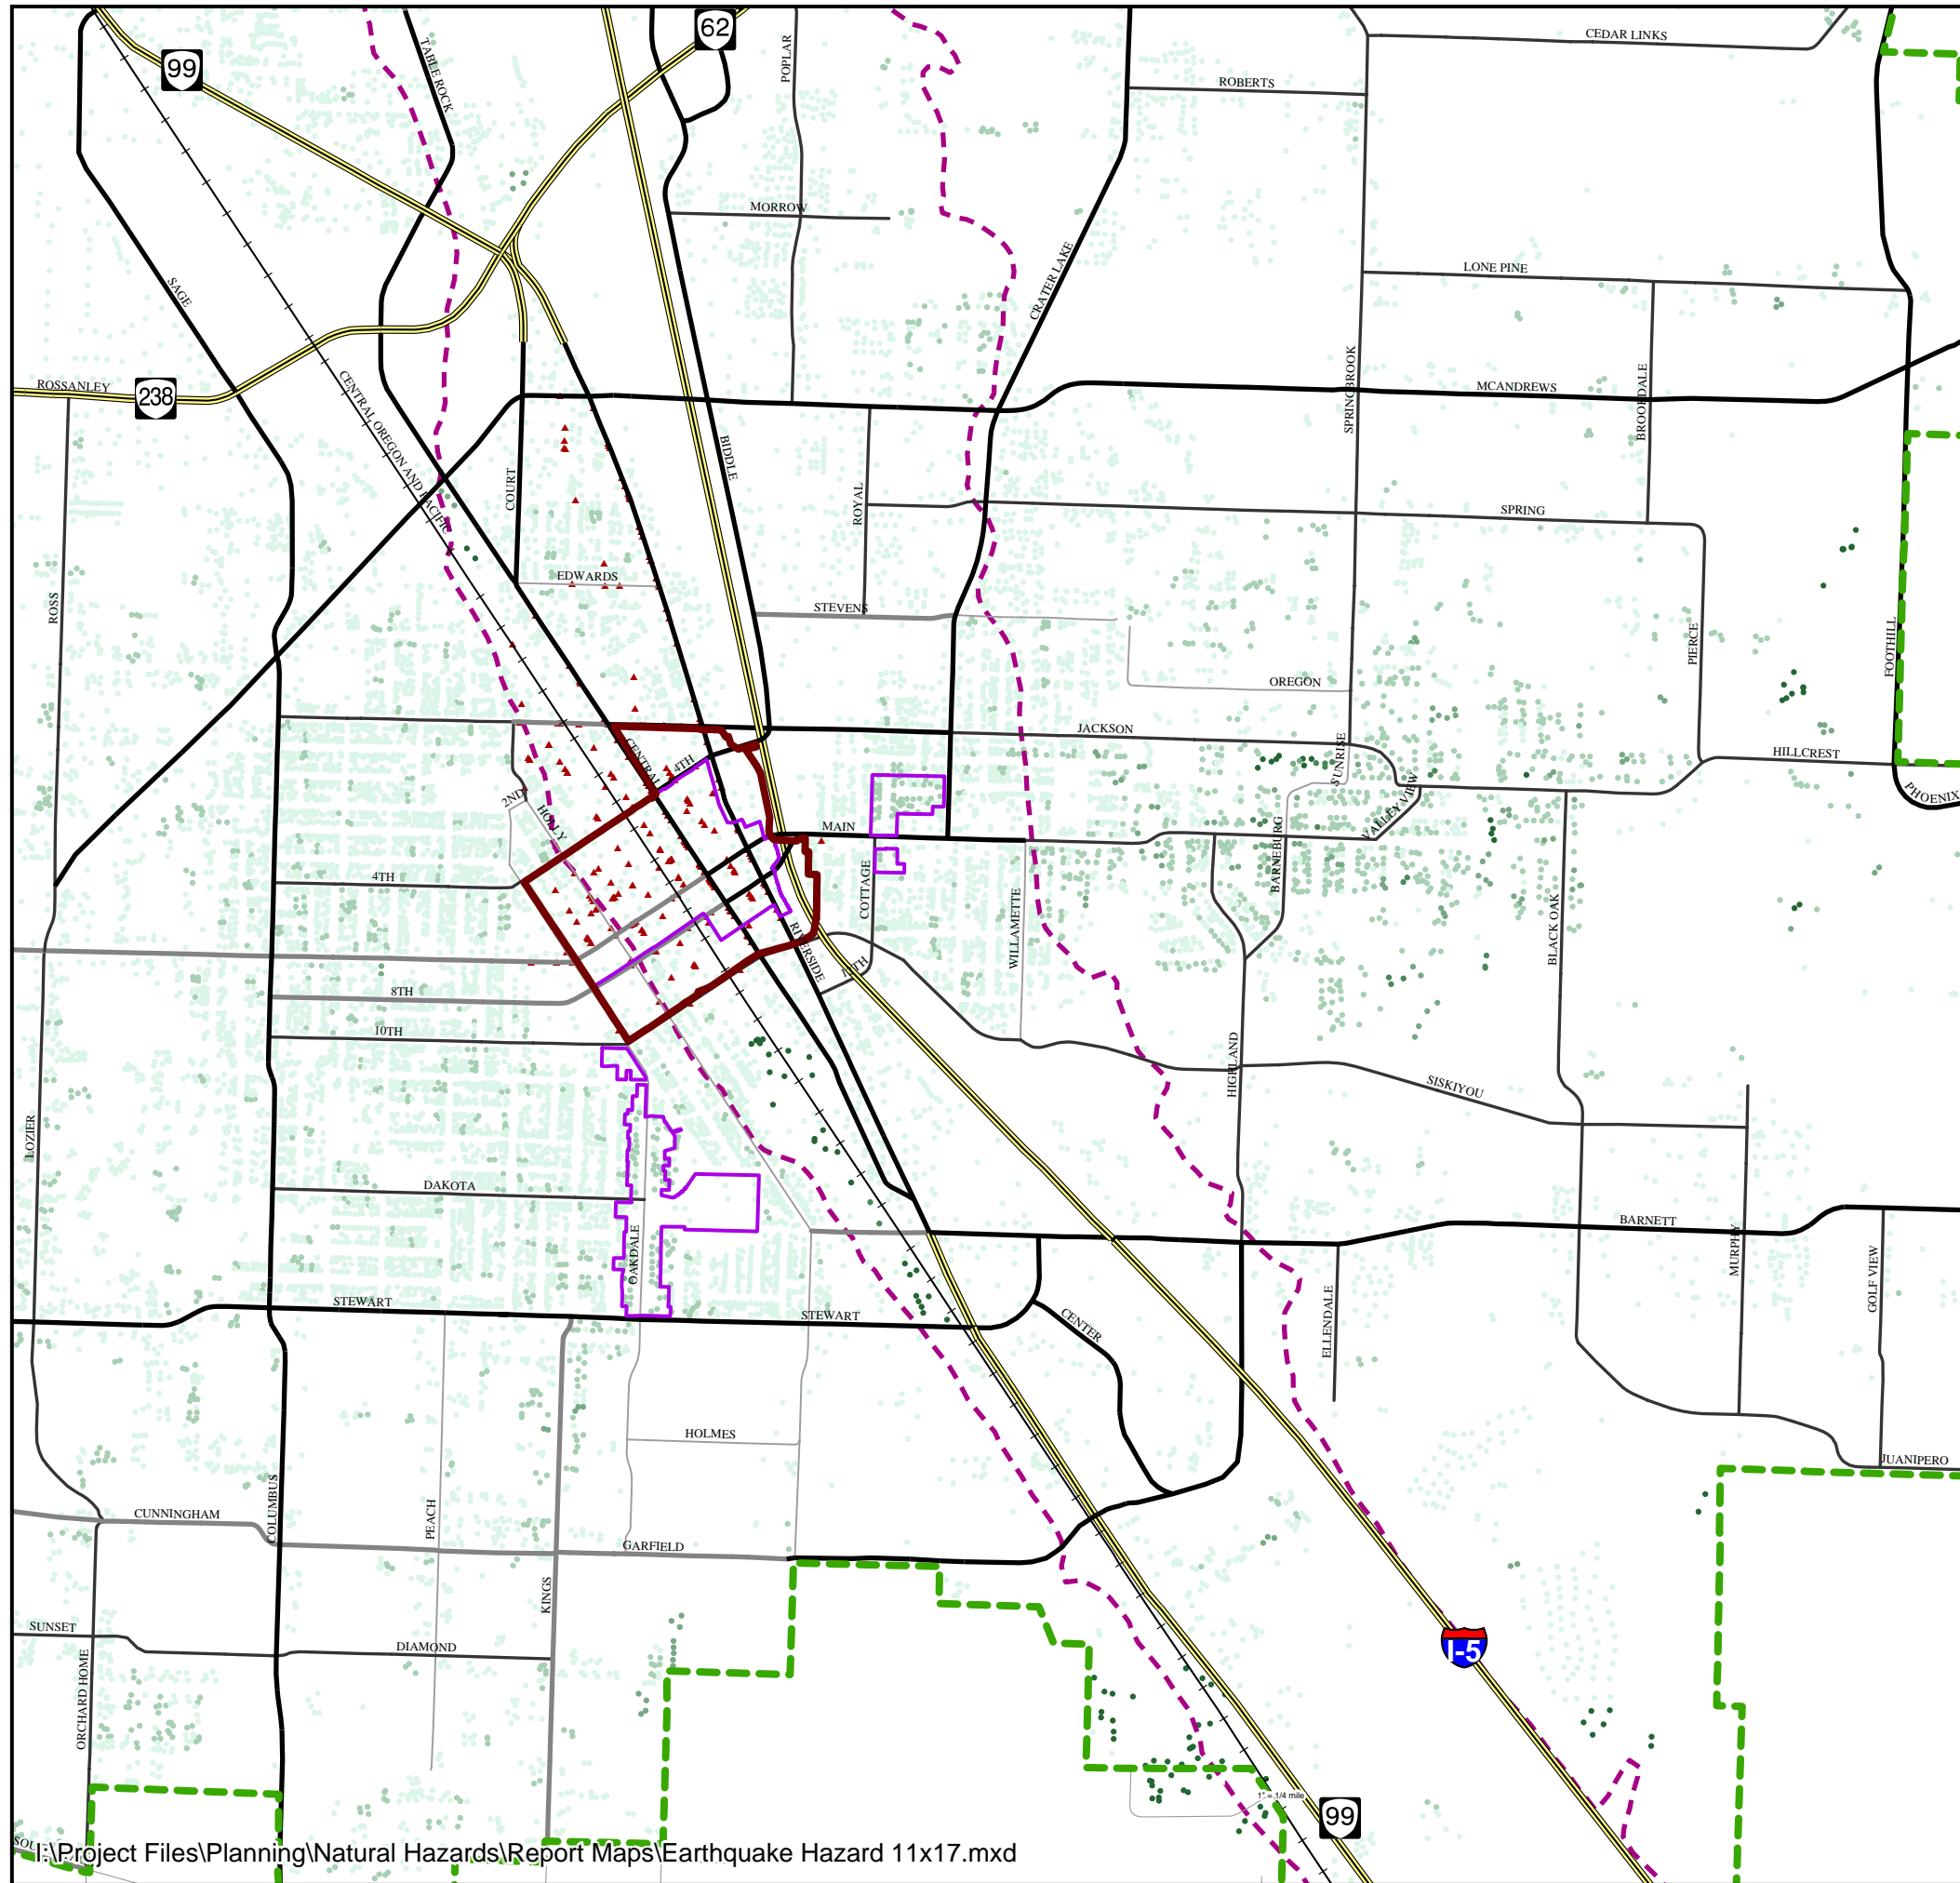 62
99
TABLE ROCK
POPLAR
CEDAR LINKS
ROBERTS
MORROW
SAGE
CRATER LAKE
LONE PINE
CENTRAL OREGON AND PACIFIC
SPRINGBROOK
ROSSANLEY
238
MCANDREWS
BROOKDALE
BIDDLE
COURT
ROYAL
SPRING
ROSS
EDWARDS
STEVENS
PIERCE
FOOTHILL
OREGON
JACKSON
SUNRISE
HILLCREST
CENTRAL
4TH
2ND
HOLLY
MAIN
VALLEY VIEW
PHOENIX
BARNEBURG
4TH
COTTAGE
WILLAMETTE
BLACK OAK
RIVERSIDE
8TH
10TH
HIGHLAND
SISKIYOU
LOZIER
DAKOTA
OAKDALE
BARNETT
MURPHY
GOLF VIEW
STEWART
STEWART
CENTER
ELLENDALE
HOLMES
JUANIPERO
CUNNINGHAM
COLUMBUS
PEACH
GARFIELD
KINGS
SUNSET
DIAMOND
ORCHARD HOME
I-5
1" = 1/4 mile
99
I:\Project Files\Planning\Natural Hazards\Report Maps\Earthquake Hazard 11x17.mxd